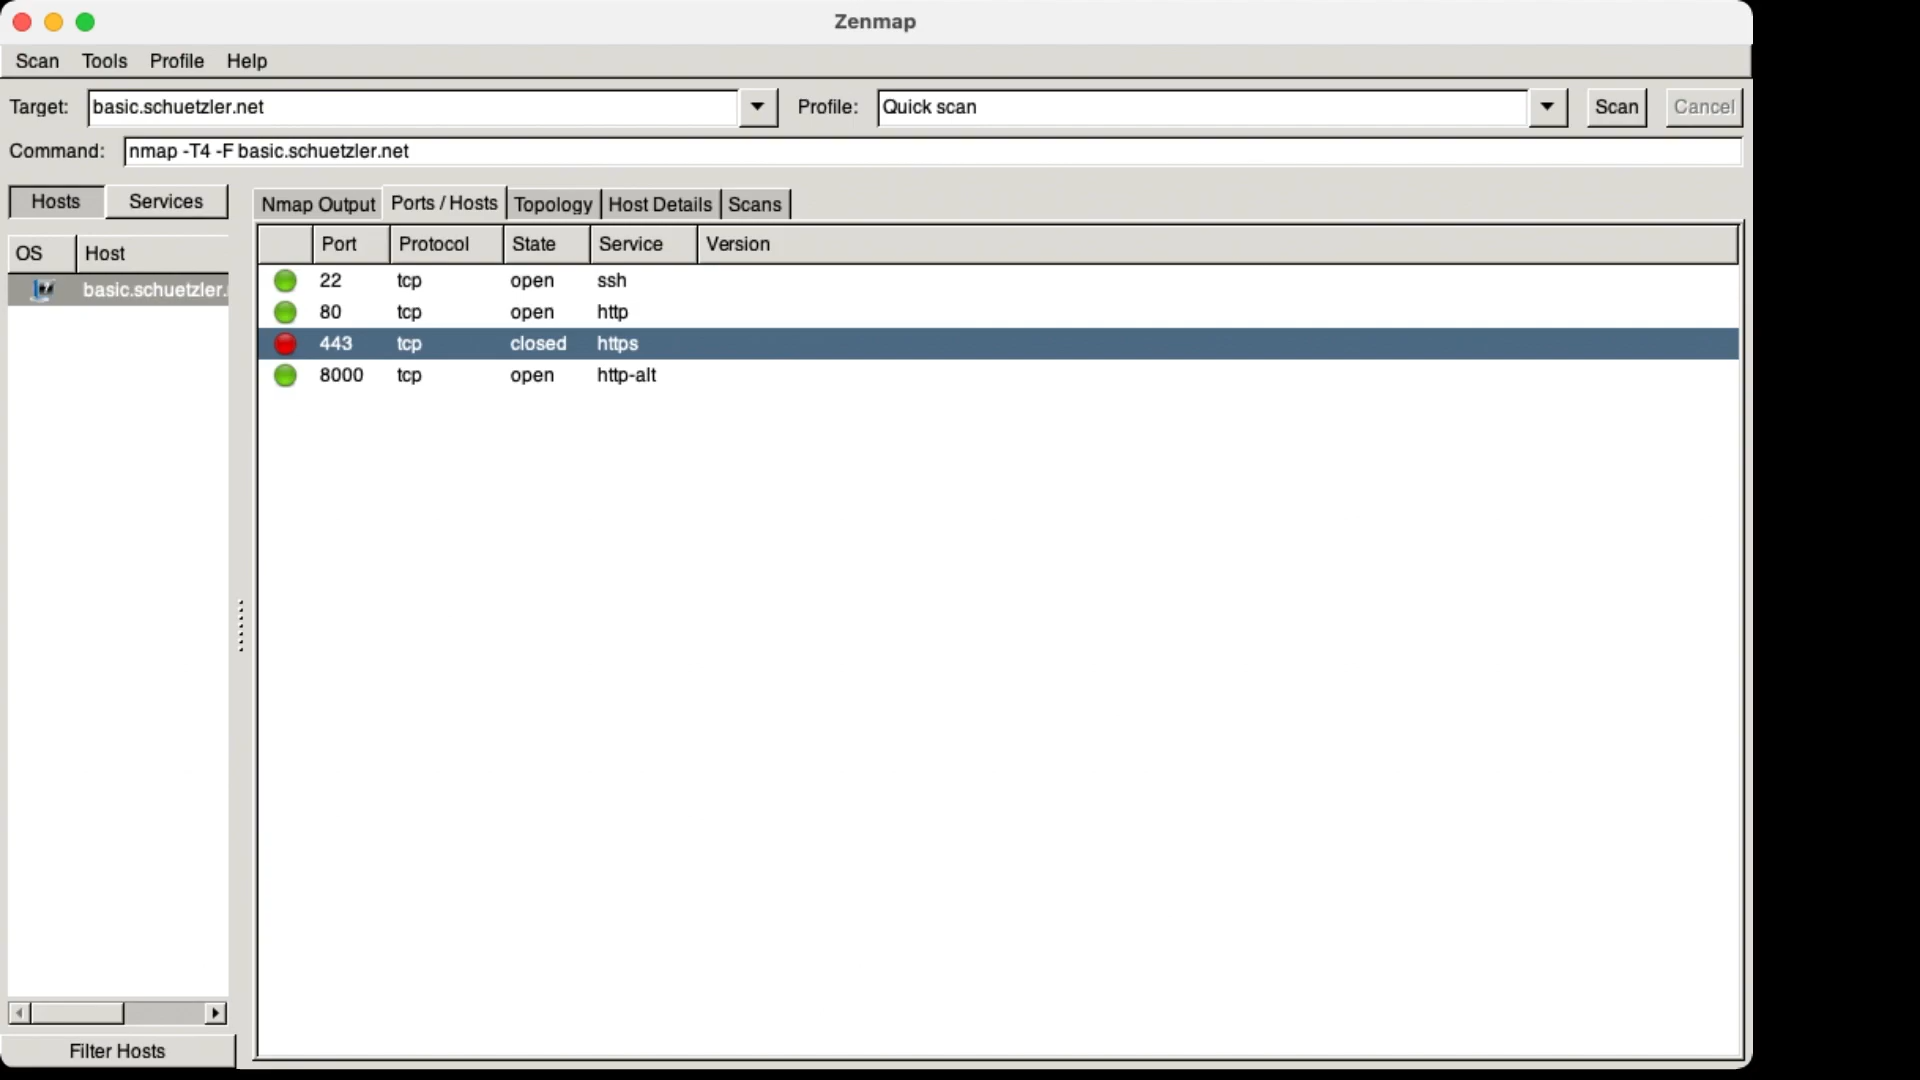 Zenmap
Scan Tools Profile Help
Target: basic.schuetzler.net Profile: Quick scan Scan Cancel
Command: nmap -T4 -F basic.schuetzler.net
Hosts Services
Nmap Output Ports / Hosts Topology Host Details Scans
OS Host
basic.schuetzler.
Port Protocol State Service Version
22 tcp open ssh
80 tcp open http
443 tcp closed https
8000 tcp open http-alt
Filter Hosts